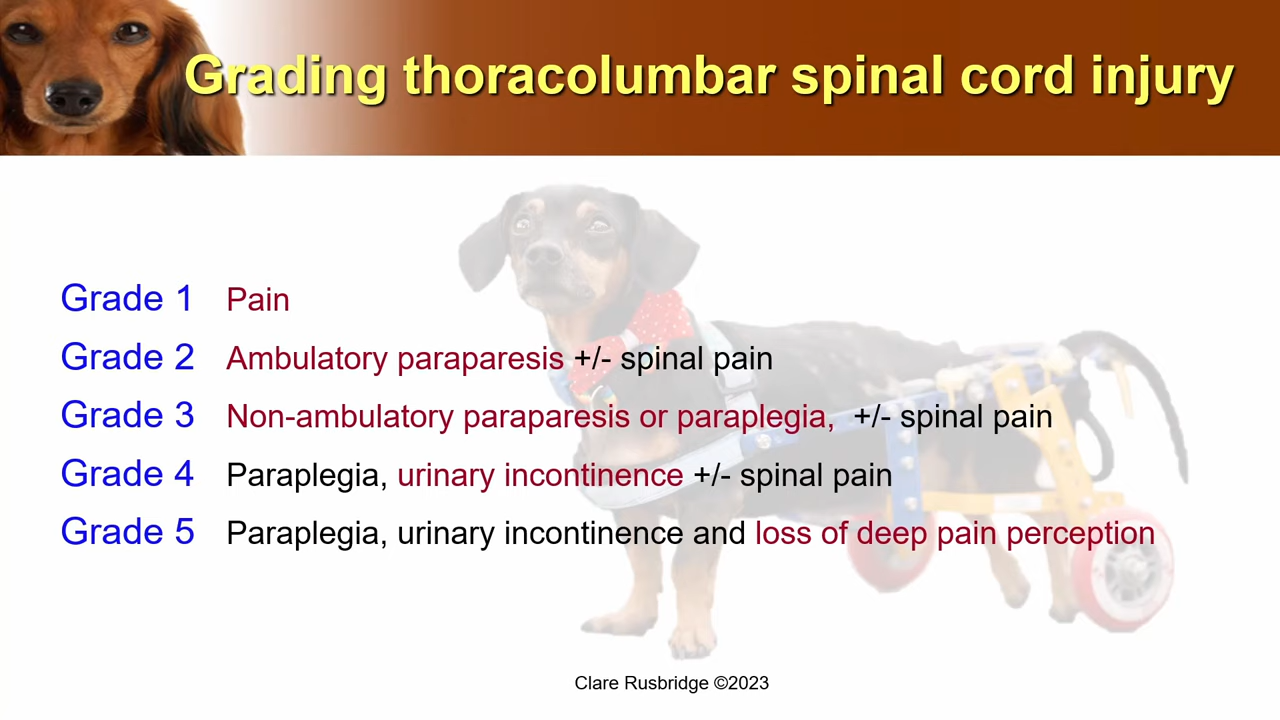 Grading thoracolumbar spinal cord injury
Grade 1 Pain
Grade 2 Ambulatory paraparesis +/- spinal pain
Grade 3 Non-ambulatory paraparesis or paraplegia, +/- spinal pain
Grade 4 Paraplegia, urinary incontinence +/- spinal pain
Grade 5 Paraplegia, urinary incontinence and loss of deep pain perception
Clare Rusbridge ©2023